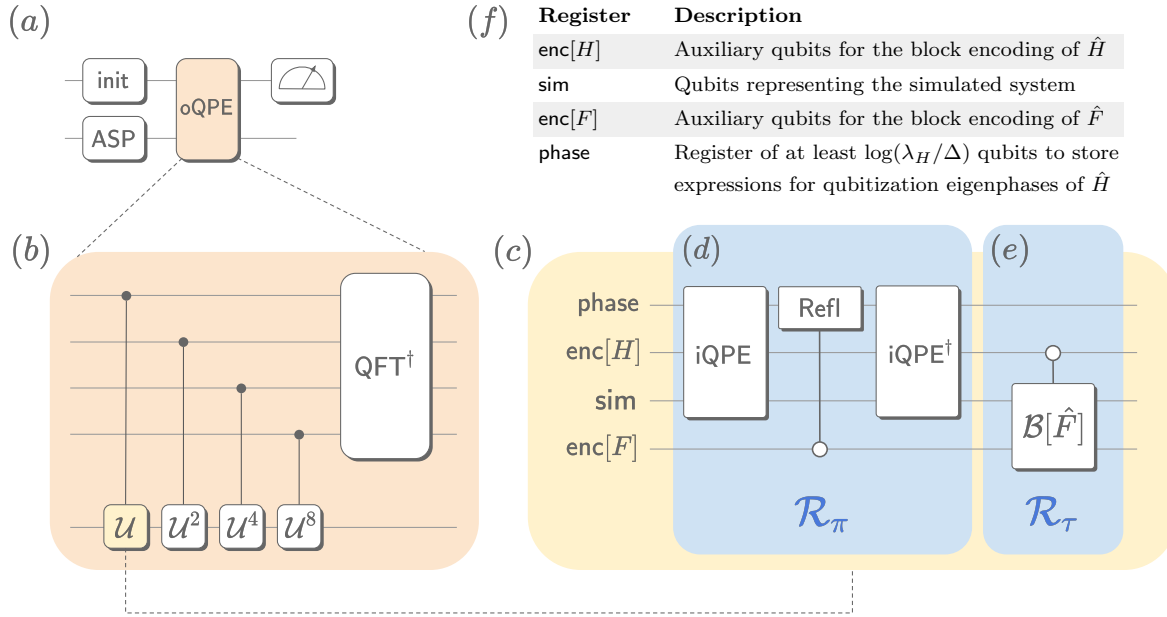 (a)
init
oQPE
ASP
(f)
Register Description
enc[H] Auxiliary qubits for the block encoding of Ĥ
sim Qubits representing the simulated system
enc[F] Auxiliary qubits for the block encoding of F̂
phase Register of at least log(λ_H/Δ) qubits to store
expressions for qubitization eigenphases of Ĥ
(b)
QFT†
𝒰 𝒰² 𝒰⁴ 𝒰⁸
(c)
(d)
(e)
phase
enc[H]
sim
enc[F]
iQPE
Refl
iQPE†
ℬ[F̂]
ℛ_π
ℛ_τ